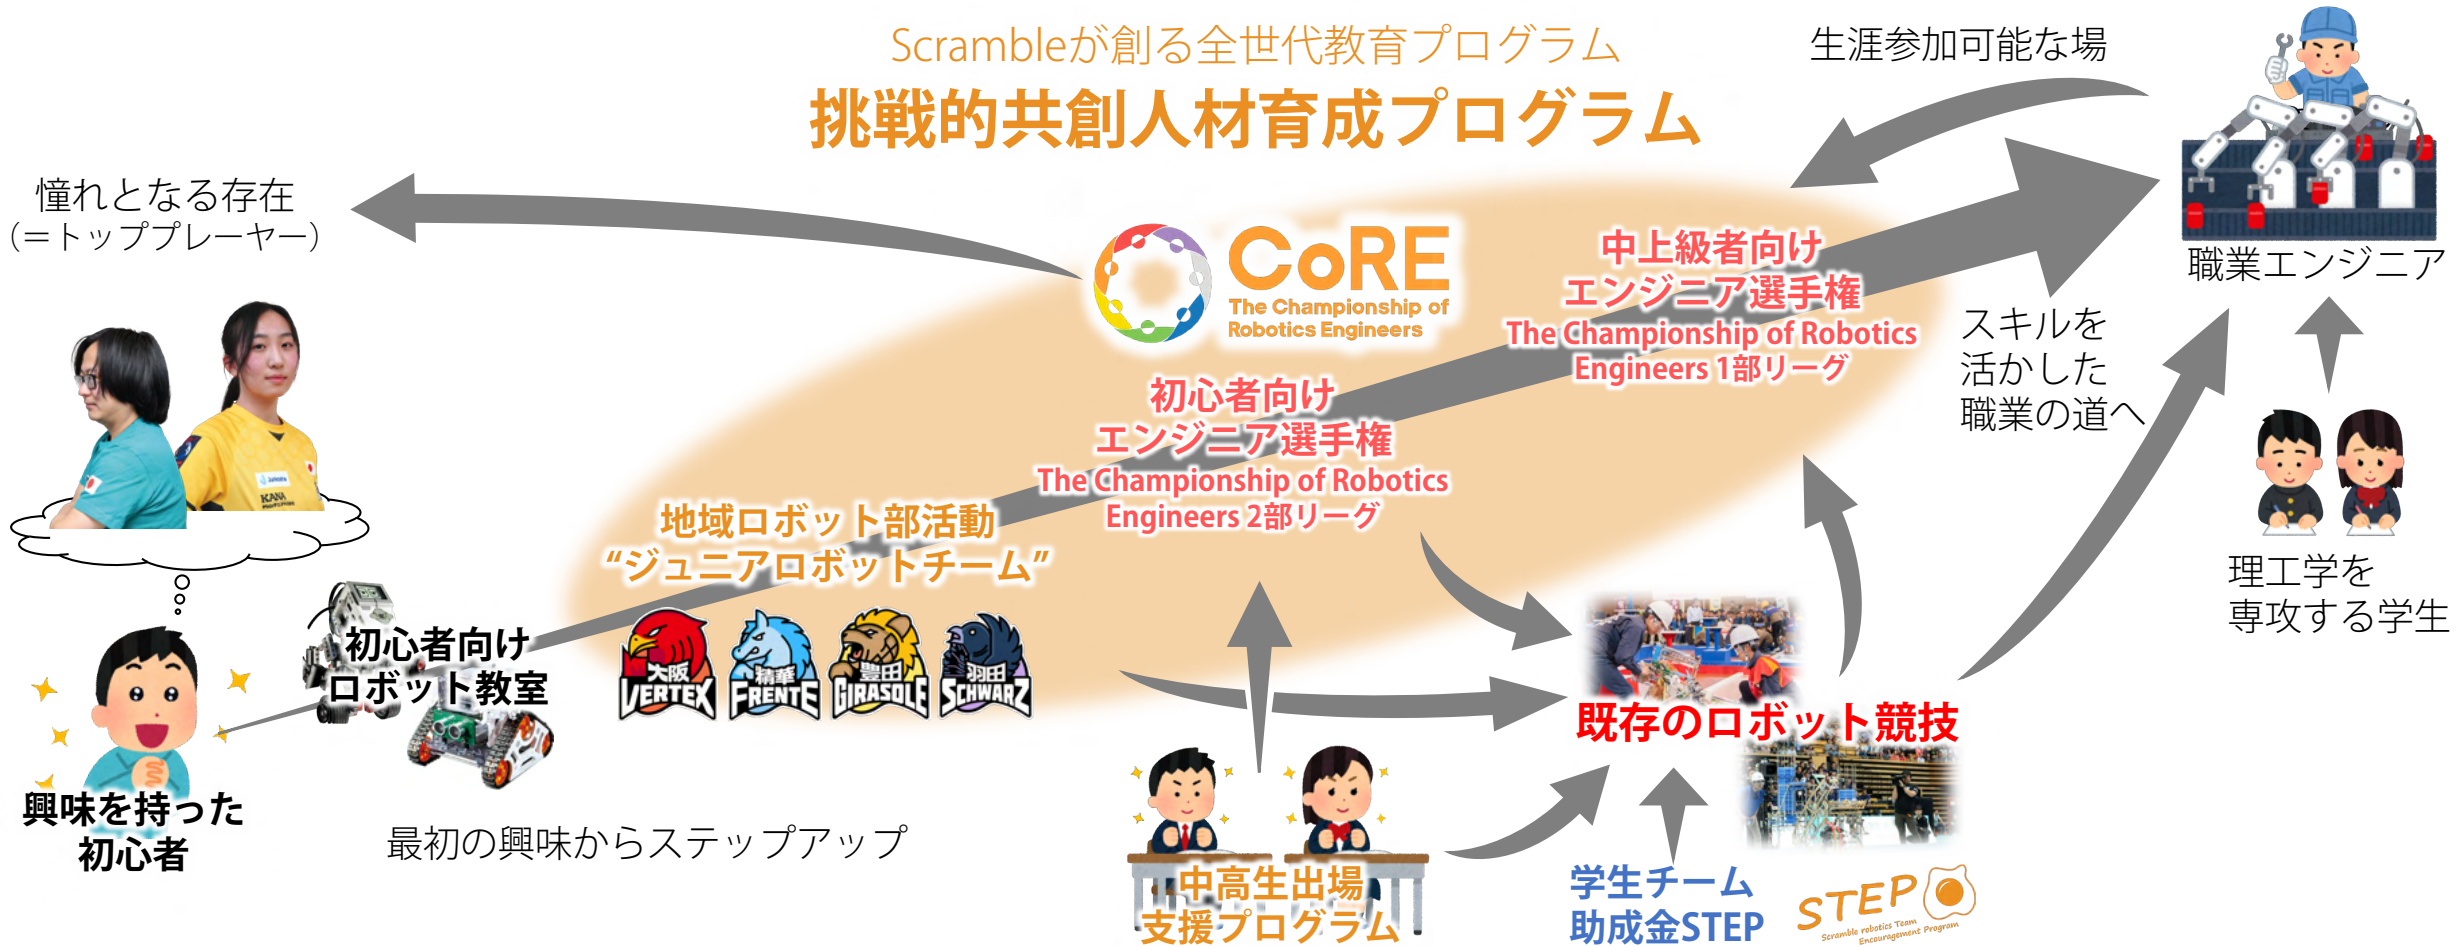 Scrambleが創る全世代教育プログラム
挑戦的共創人材育成プログラム
生涯参加可能な場
憧れとなる存在
（＝トッププレーヤー）
職業エンジニア
CoRE
The Championship of
Robotics Engineers
中上級者向け
エンジニア選手権
The Championship of Robotics
Engineers 1部リーグ
スキルを
活かした
職業の道へ
初心者向け
エンジニア選手権
The Championship of Robotics
Engineers 2部リーグ
地域ロボット部活動
“ジュニアロボットチーム”
大阪
VERTEX
精華
FRENTE
豊田
GIRASOLE
羽田
SCHWARZ
理工学を
専攻する学生
初心者向け
ロボット教室
既存のロボット競技
興味を持った
初心者
最初の興味からステップアップ
中高生出場
支援プログラム
学生チーム
助成金STEP
STEP
Scramble robotics Team
Encouragement Program
KANA